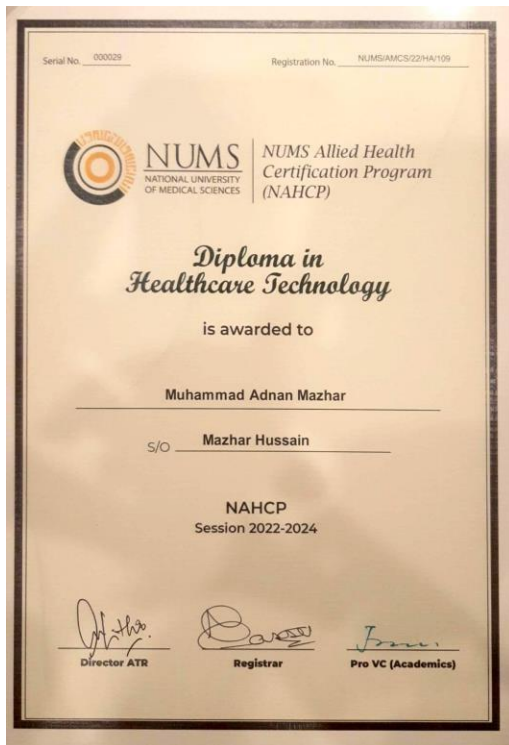 Serial No. 000029
Registration No. NUMS/AMCS/22/HA/109
NUMS
NATIONAL UNIVERSITY
OF MEDICAL SCIENCES
NUMS Allied Health
Certification Program
(NAHCP)
Diploma in
Healthcare Technology
is awarded to
Muhammad Adnan Mazhar
S/O Mazhar Hussain
NAHCP
Session 2022-2024
Director ATR
Registrar
Pro VC (Academics)